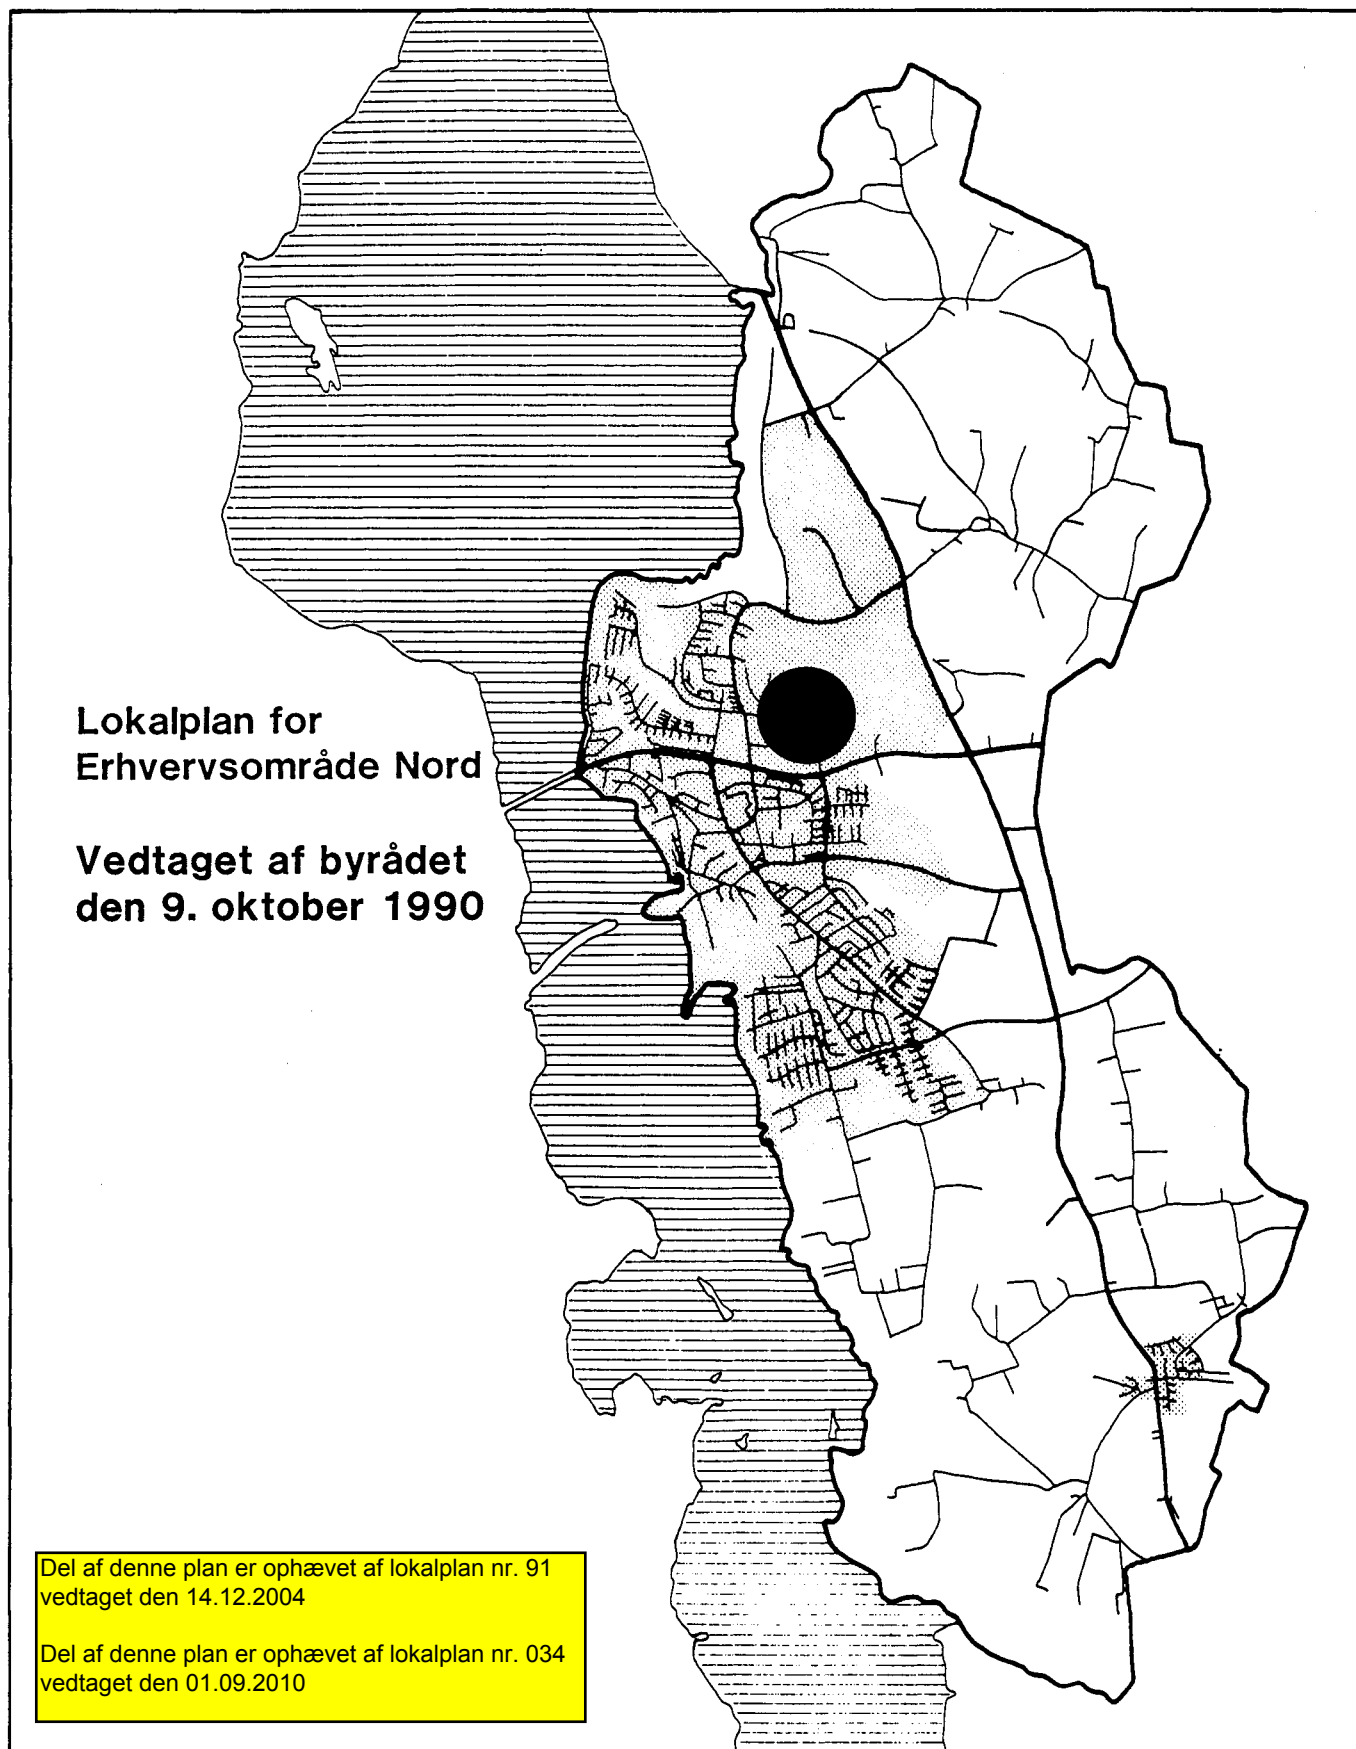 Lokalplan for
Erhvervsområde Nord
Vedtaget af byrådet
den 9. oktober 1990
Del af denne plan er ophævet af lokalplan nr. 91
vedtaget den 14.12.2004
Del af denne plan er ophævet af lokalplan nr. 034
vedtaget den 01.09.2010